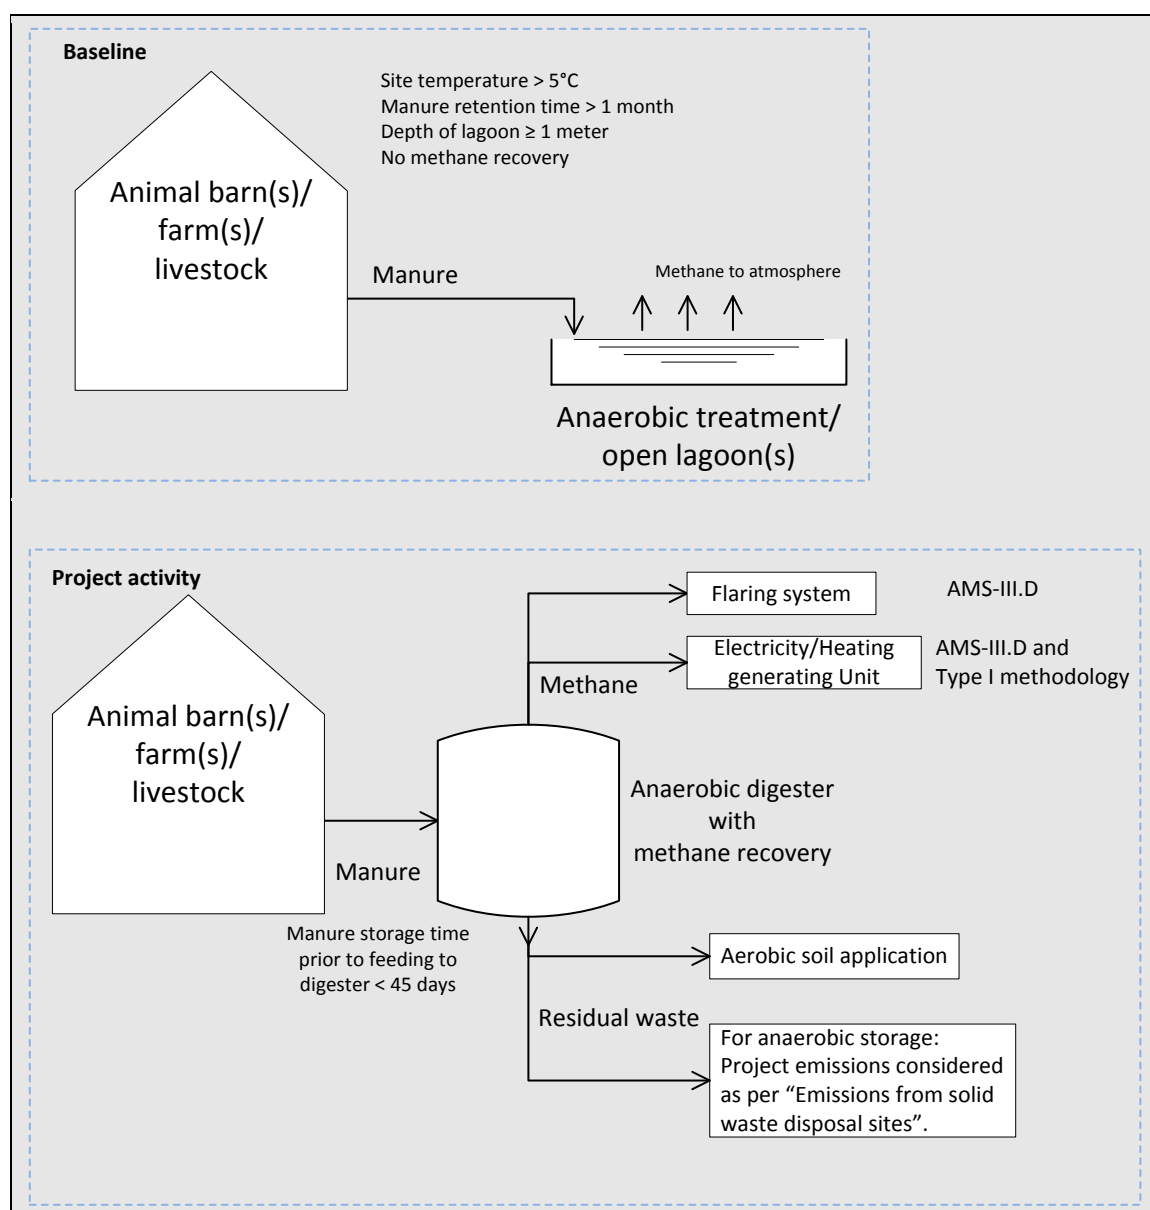 Baseline
Site temperature > 5°C
Manure retention time > 1 month
Depth of lagoon ≥ 1 meter
No methane recovery
Animal barn(s)/
farm(s)/
livestock
Manure
Methane to atmosphere
Anaerobic treatment/
open lagoon(s)
Project activity
Flaring system
AMS-III.D
Electricity/Heating
generating Unit
AMS-III.D and
Type I methodology
Methane
Animal barn(s)/
farm(s)/
livestock
Anaerobic digester
with
methane recovery
Manure
Manure storage time
prior to feeding to
digester < 45 days
Aerobic soil application
Residual waste
For anaerobic storage:
Project emissions considered
as per “Emissions from solid
waste disposal sites”.